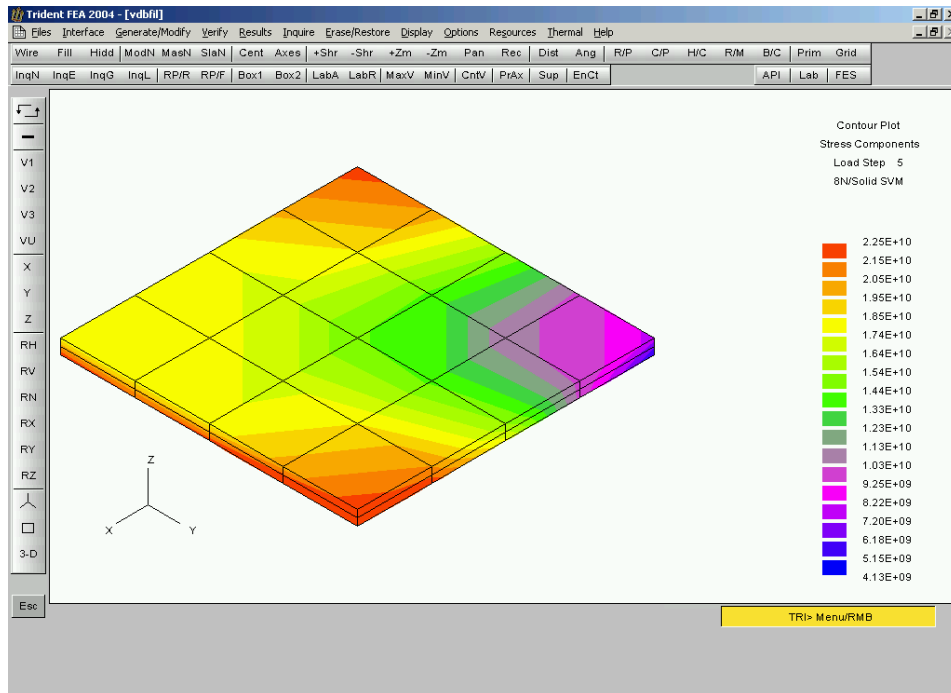 Trident FEA 2004 - [vdbfil]
Files Interface Generate/Modify Verify Results Inquire Erase/Restore Display Options Resources Thermal Help
Wire Fill Hidd ModN MasN SlaN Cent Axes +Shr -Shr +Zm -Zm Pan Rec Dist Ang R/P C/P H/C R/M B/C Prim Grid
InqN InqE InqG InqL RP/R RP/F Box1 Box2 LabA LabR MaxV MinV CntV PrAx Sup EnCt API Lab FES
V1
V2
V3
VU
X
Y
Z
RH
RV
RN
RX
RY
RZ
3-D
Esc
Contour Plot
Stress Components
Load Step 5
8N/Solid SVM
2.25E+10
2.15E+10
2.05E+10
1.95E+10
1.85E+10
1.74E+10
1.64E+10
1.54E+10
1.44E+10
1.33E+10
1.23E+10
1.13E+10
1.03E+10
9.25E+09
8.22E+09
7.20E+09
6.18E+09
5.15E+09
4.13E+09
Z
X
Y
TRI> Menu/RMB